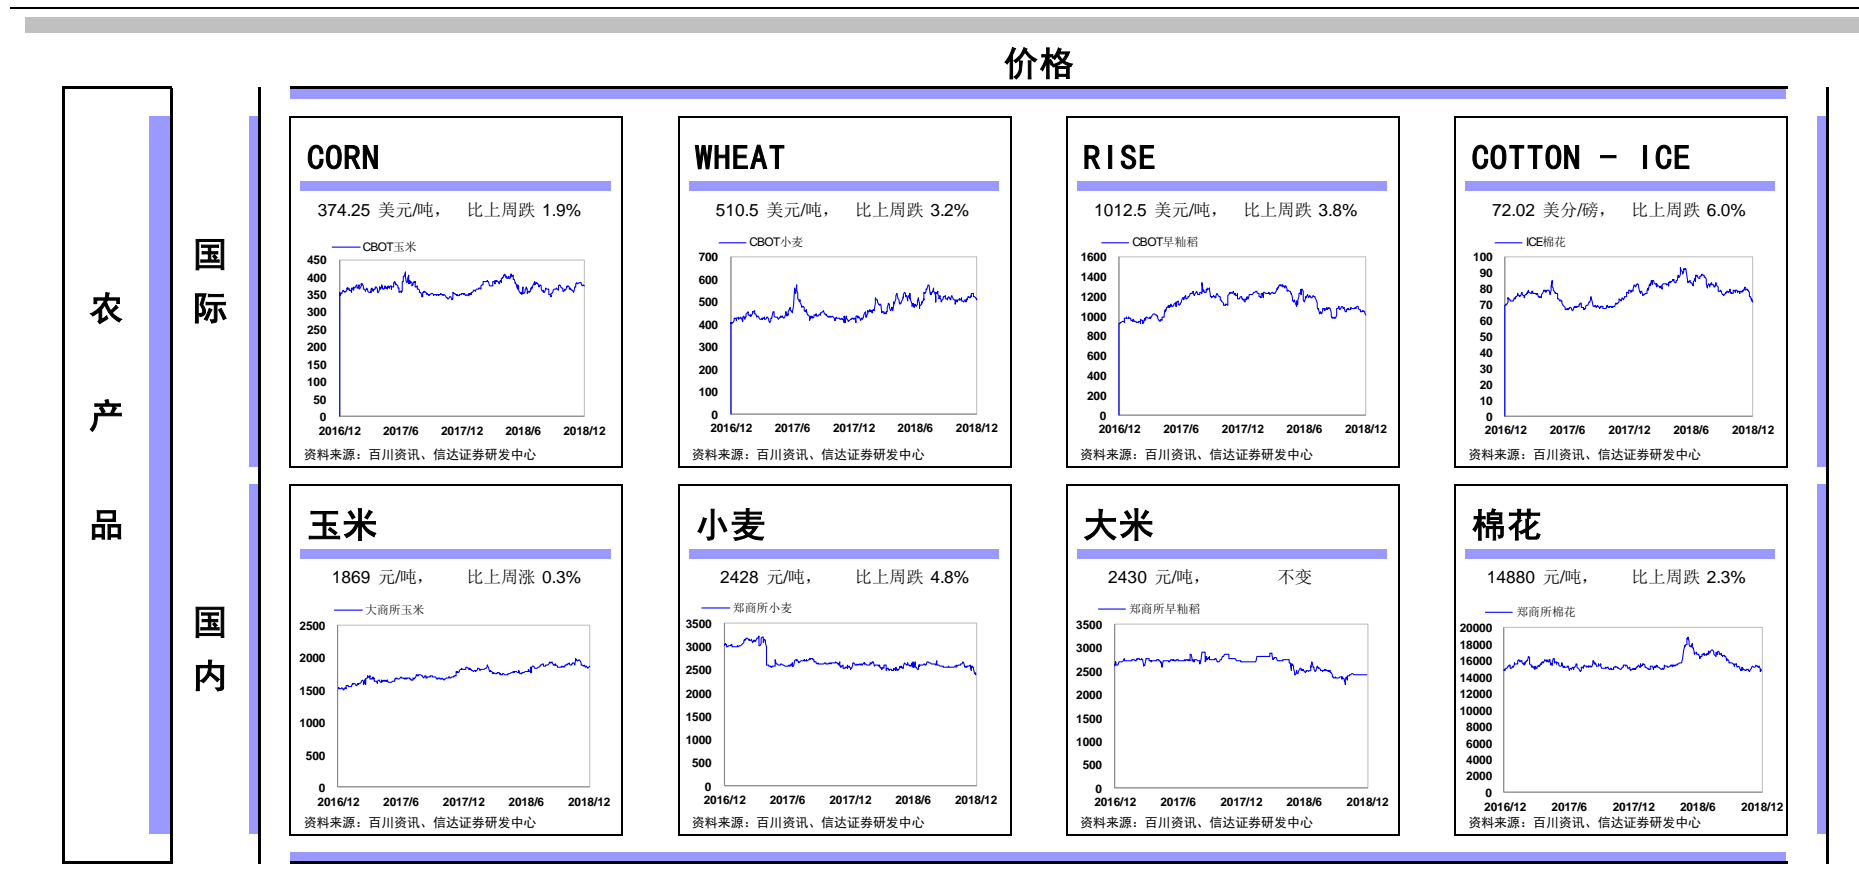 价格
农
产
品
国
际
CORN
374.25 美元/吨， 比上周跌 1.9%
CBOT玉米
450
400
350
300
250
200
150
100
50
0
2016/12 2017/6 2017/12 2018/6 2018/12
资料来源：百川资讯、信达证券研发中心
WHEAT
510.5 美元/吨， 比上周跌 3.2%
CBOT小麦
700
600
500
400
300
200
100
0
2016/12 2017/6 2017/12 2018/6 2018/12
资料来源：百川资讯、信达证券研发中心
RISE
1012.5 美元/吨， 比上周跌 3.8%
CBOT早籼稻
1600
1400
1200
1000
800
600
400
200
0
2016/12 2017/6 2017/12 2018/6 2018/12
资料来源：百川资讯、信达证券研发中心
COTTON - ICE
72.02 美分/磅， 比上周跌 6.0%
ICE棉花
100
90
80
70
60
50
40
30
20
10
0
2016/12 2017/6 2017/12 2018/6 2018/12
资料来源：百川资讯、信达证券研发中心
国
内
玉米
1869 元/吨， 比上周涨 0.3%
大商所玉米
2500
2000
1500
1000
500
0
2016/12 2017/6 2017/12 2018/6 2018/12
资料来源：百川资讯、信达证券研发中心
小麦
2428 元/吨， 比上周跌 4.8%
郑商所小麦
3500
3000
2500
2000
1500
1000
500
0
2016/12 2017/6 2017/12 2018/6 2018/12
资料来源：百川资讯、信达证券研发中心
大米
2430 元/吨， 不变
郑商所早籼稻
3500
3000
2500
2000
1500
1000
500
0
2016/12 2017/6 2017/12 2018/6 2018/12
资料来源：百川资讯、信达证券研发中心
棉花
14880 元/吨， 比上周跌 2.3%
郑商所棉花
20000
18000
16000
14000
12000
10000
8000
6000
4000
2000
0
2016/12 2017/6 2017/12 2018/6 2018/12
资料来源：百川资讯、信达证券研发中心